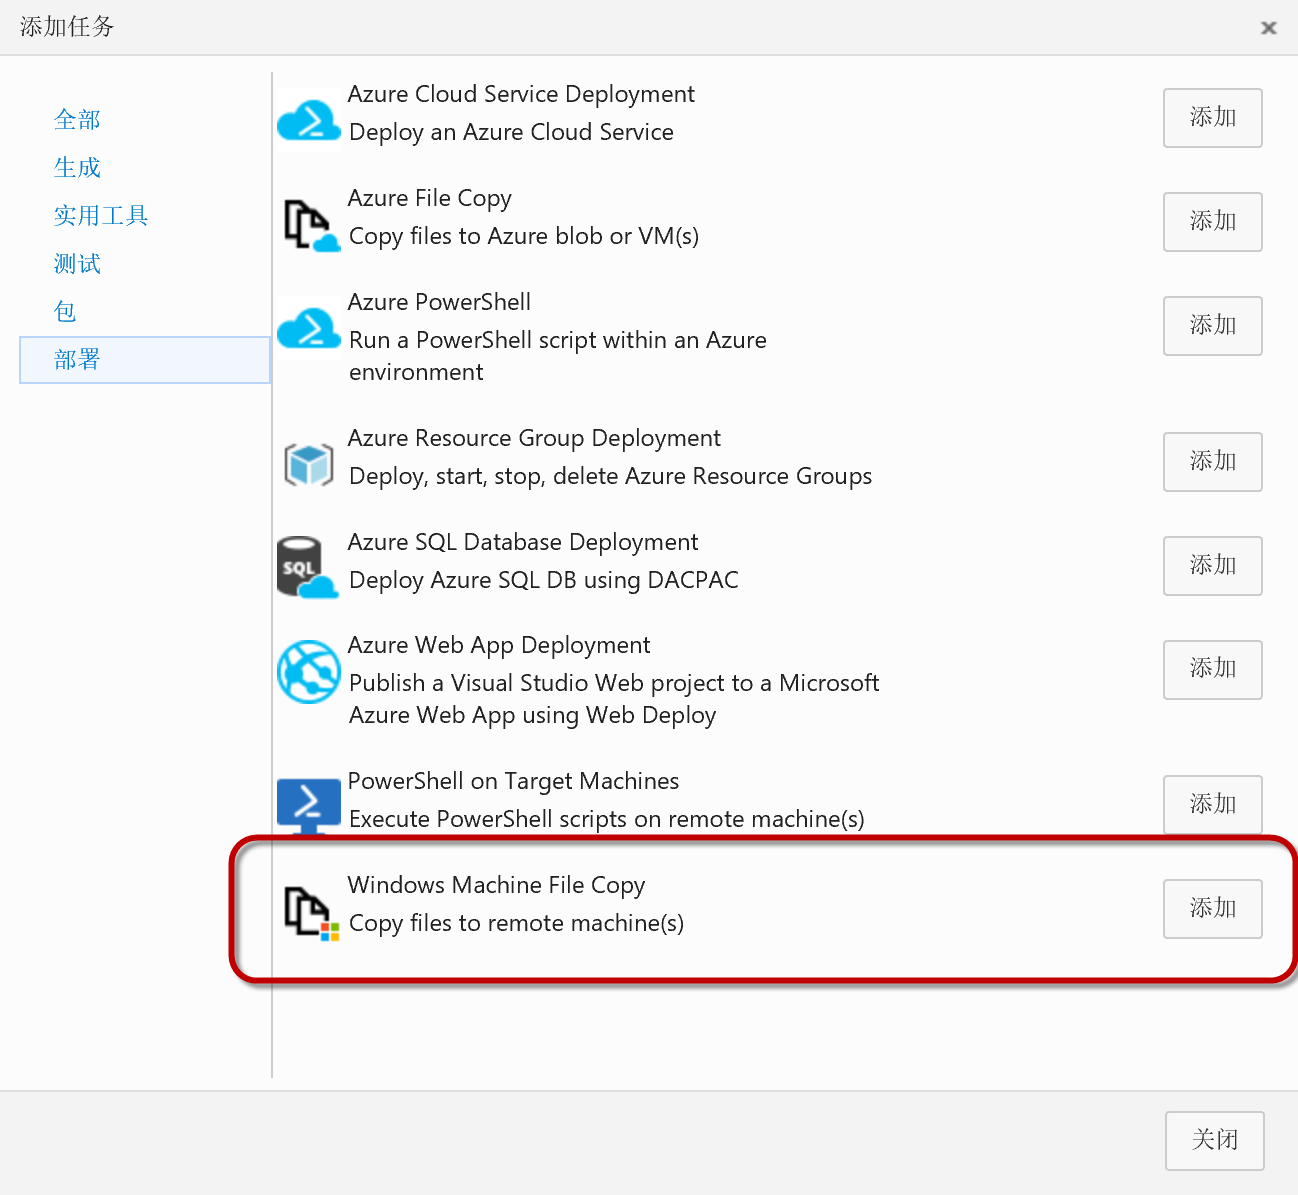 添加任务
全部
生成
实用工具
测试
包
部署
Azure Cloud Service Deployment
Deploy an Azure Cloud Service
添加
Azure File Copy
Copy files to Azure blob or VM(s)
添加
Azure PowerShell
Run a PowerShell script within an Azure
environment
添加
Azure Resource Group Deployment
Deploy, start, stop, delete Azure Resource Groups
添加
SQL
Azure SQL Database Deployment
Deploy Azure SQL DB using DACPAC
添加
Azure Web App Deployment
Publish a Visual Studio Web project to a Microsoft
Azure Web App using Web Deploy
添加
PowerShell on Target Machines
Execute PowerShell scripts on remote machine(s)
添加
Windows Machine File Copy
Copy files to remote machine(s)
添加
关闭